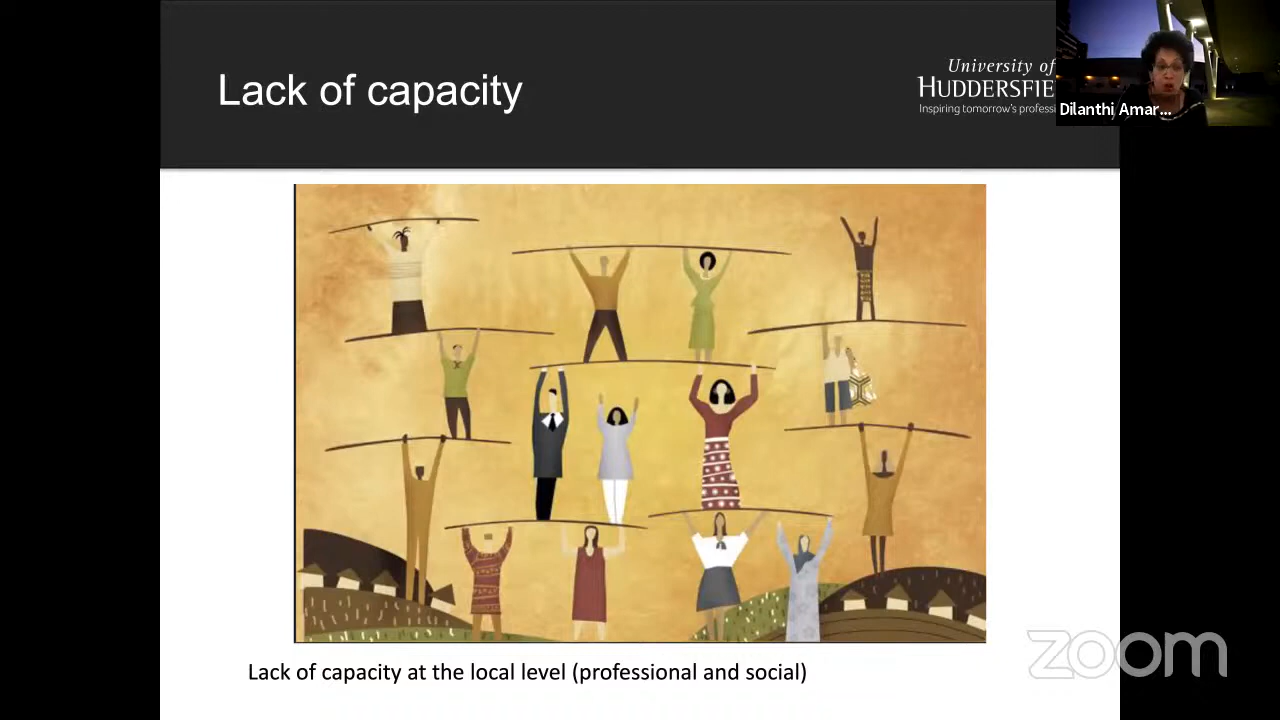 Lack of capacity
University of
HUDDERSFIE
Inspiring tomorrow's profess
Dilanthi Amar...
Lack of capacity at the local level (professional and social)
zoom